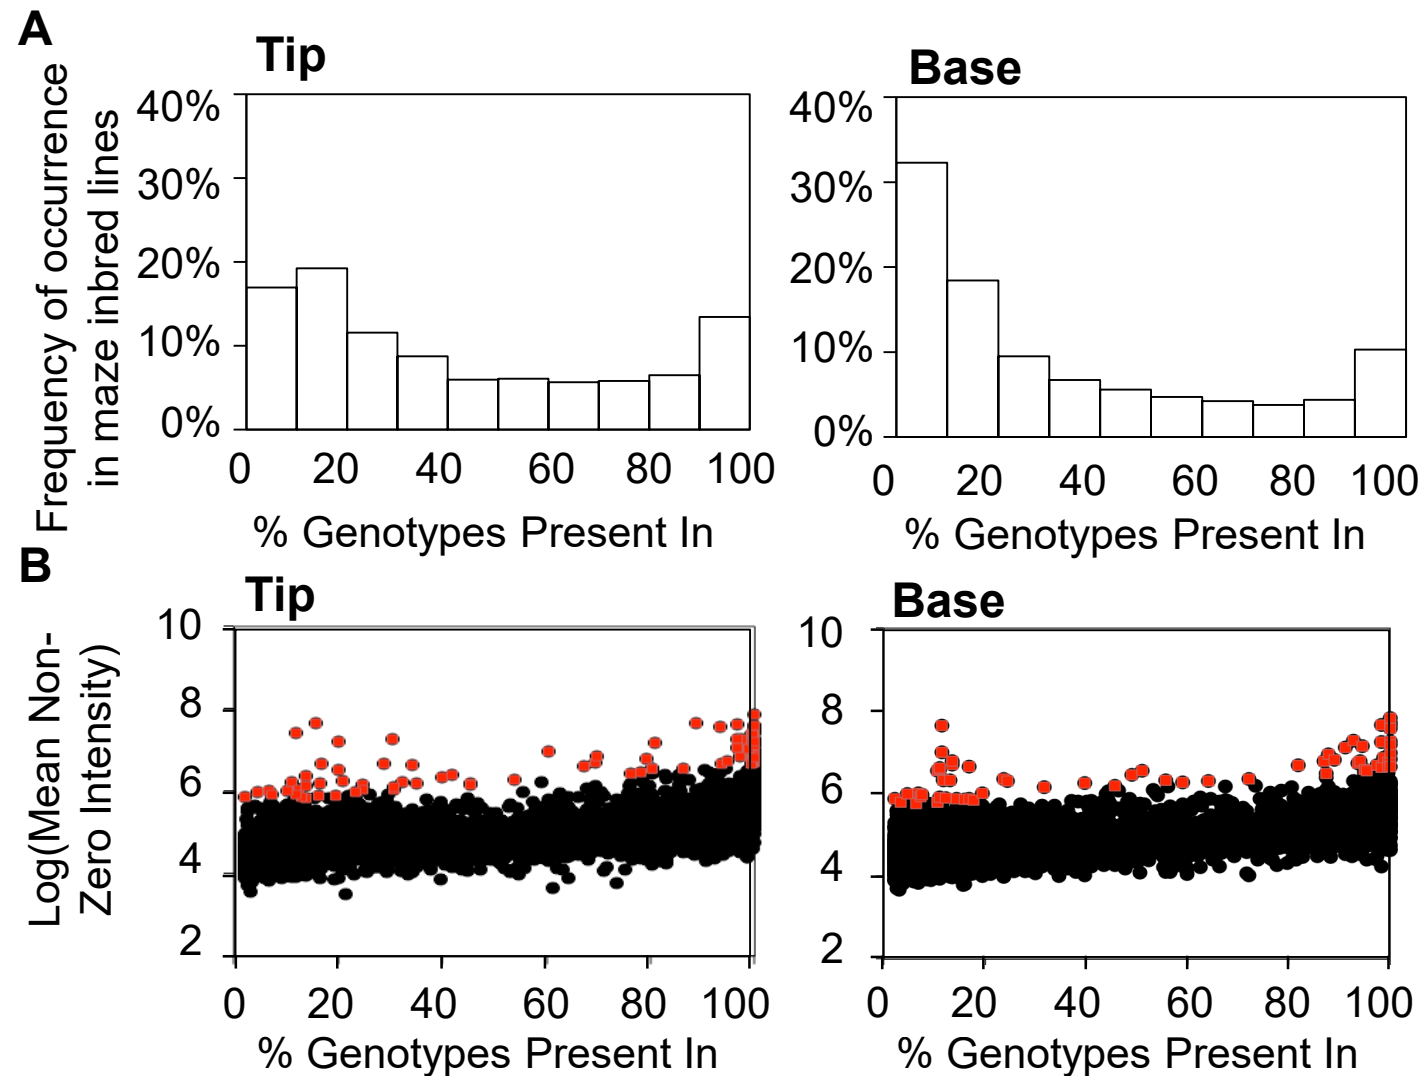 A
Tip
Base
Frequency of occurrence
in maze inbred lines
40%
30%
20%
10%
0%
0 20 40 60 80 100
% Genotypes Present In
40%
30%
20%
10%
0%
0 20 40 60 80 100
% Genotypes Present In
B
Tip
Base
Log(Mean Non-
Zero Intensity)
10
8
6
4
2
0 20 40 60 80 100
% Genotypes Present In
10
8
6
4
2
0 20 40 60 80 100
% Genotypes Present In